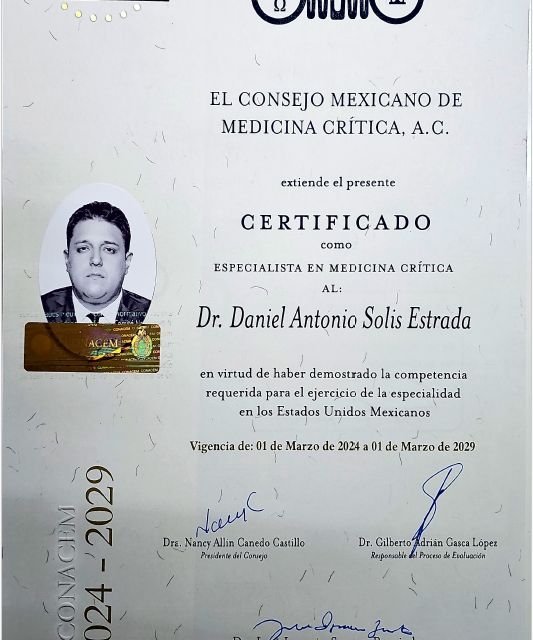 EL CONSEJO MEXICANO DE
MEDICINA CRÍTICA, A.C.
extiende el presente
CERTIFICADO
como
ESPECIALISTA EN MEDICINA CRÍTICA
AL:
Dr. Daniel Antonio Solis Estrada
en virtud de haber demostrado la competencia
requerida para el ejercicio de la especialidad
en los Estados Unidos Mexicanos
Vigencia de: 01 de Marzo de 2024 a 01 de Marzo de 2029
Dra. Nancy Allin Canedo Castillo
Presidente del Consejo
Dr. Gilberto Adrián Gasca López
Responsable del Proceso de Evaluación
CONACEM
024 - 2029